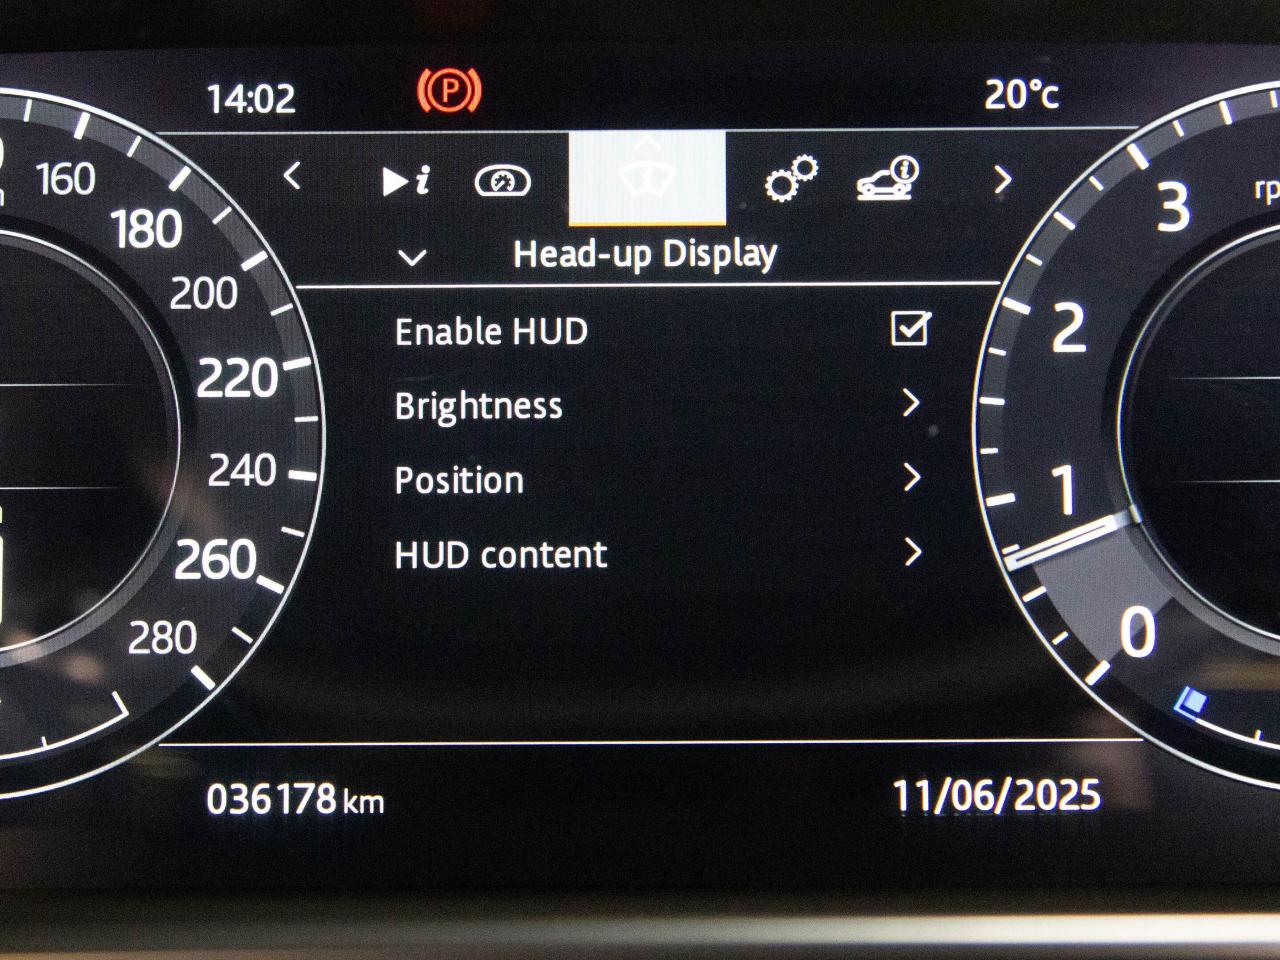 14:02
P
20°c
160
180
200
220
240
260
280
i
i
Head-up Display
Enable HUD
Brightness
Position
HUD content
3
2
1
0
036178 km
11/06/2025